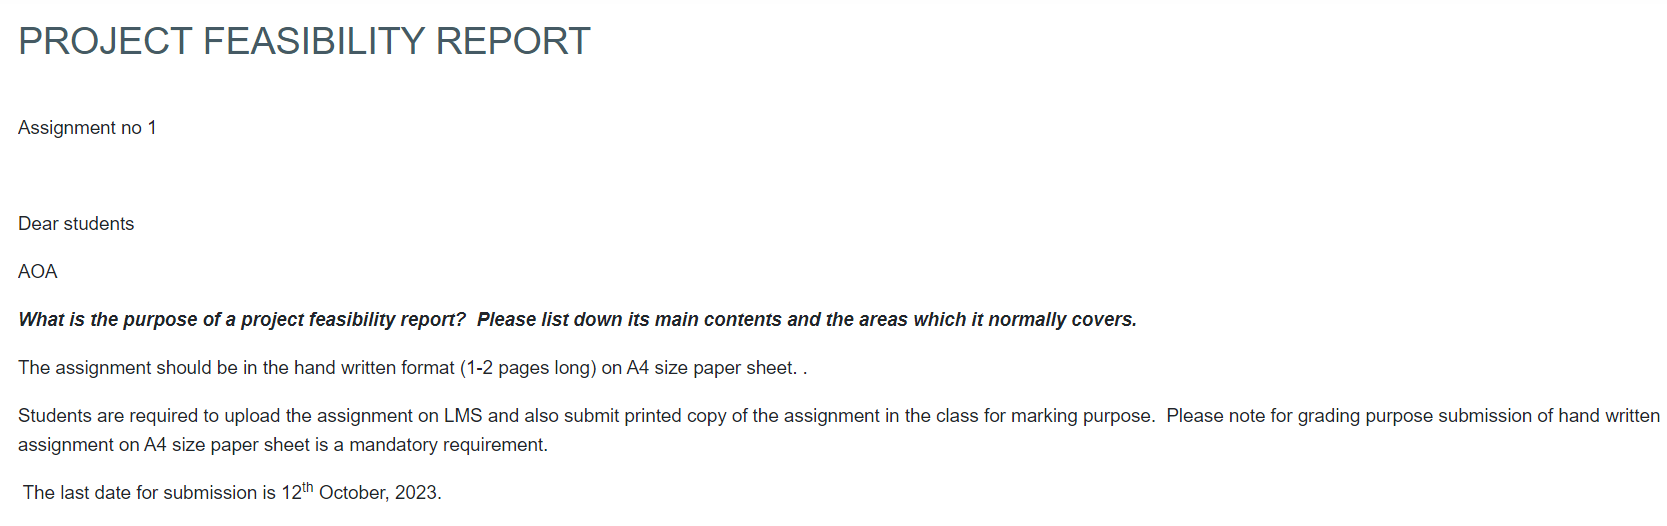 PROJECT FEASIBILITY REPORT
Assignment no 1
Dear students
AOA
What is the purpose of a project feasibility report?  Please list down its main contents and the areas which it normally covers.
The assignment should be in the hand written format (1-2 pages long) on A4 size paper sheet. .
Students are required to upload the assignment on LMS and also submit printed copy of the assignment in the class for marking purpose.  Please note for grading purpose submission of hand written
assignment on A4 size paper sheet is a mandatory requirement.
The last date for submission is 12th October, 2023.